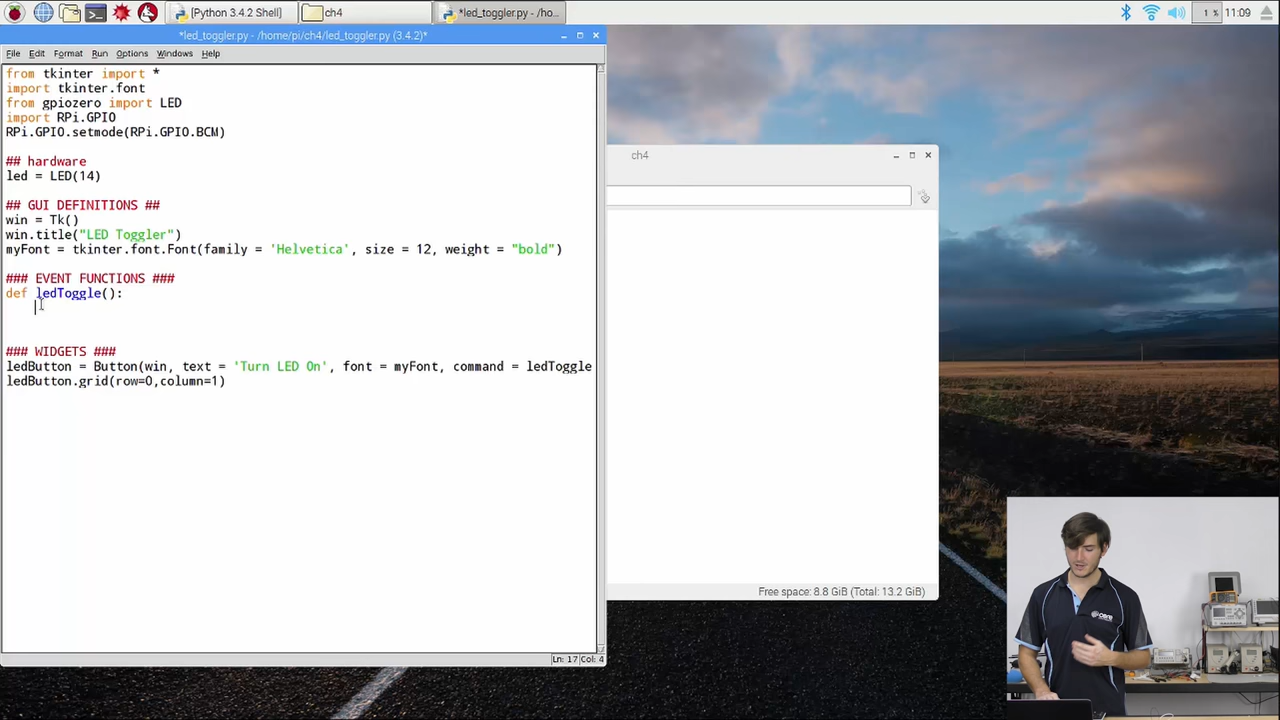 [Python 3.4.2 Shell]
ch4
*led_toggler.py - /ho...
1 %
11:09
*led_toggler.py - /home/pi/ch4/led_toggler.py (3.4.2)*
File Edit Format Run Options Windows Help
from tkinter import *
import tkinter.font
from gpiozero import LED
import RPi.GPIO
RPi.GPIO.setmode(RPi.GPIO.BCM)
## hardware
led = LED(14)
## GUI DEFINITIONS ##
win = Tk()
win.title("LED Toggler")
myFont = tkinter.font.Font(family = 'Helvetica', size = 12, weight = "bold")
### EVENT FUNCTIONS ###
def ledToggle():
### WIDGETS ###
ledButton = Button(win, text = 'Turn LED On', font = myFont, command = ledToggle
ledButton.grid(row=0,column=1)
Ln: 17 Col: 4
ch4
Free space: 8.8 GiB (Total: 13.2 GiB)